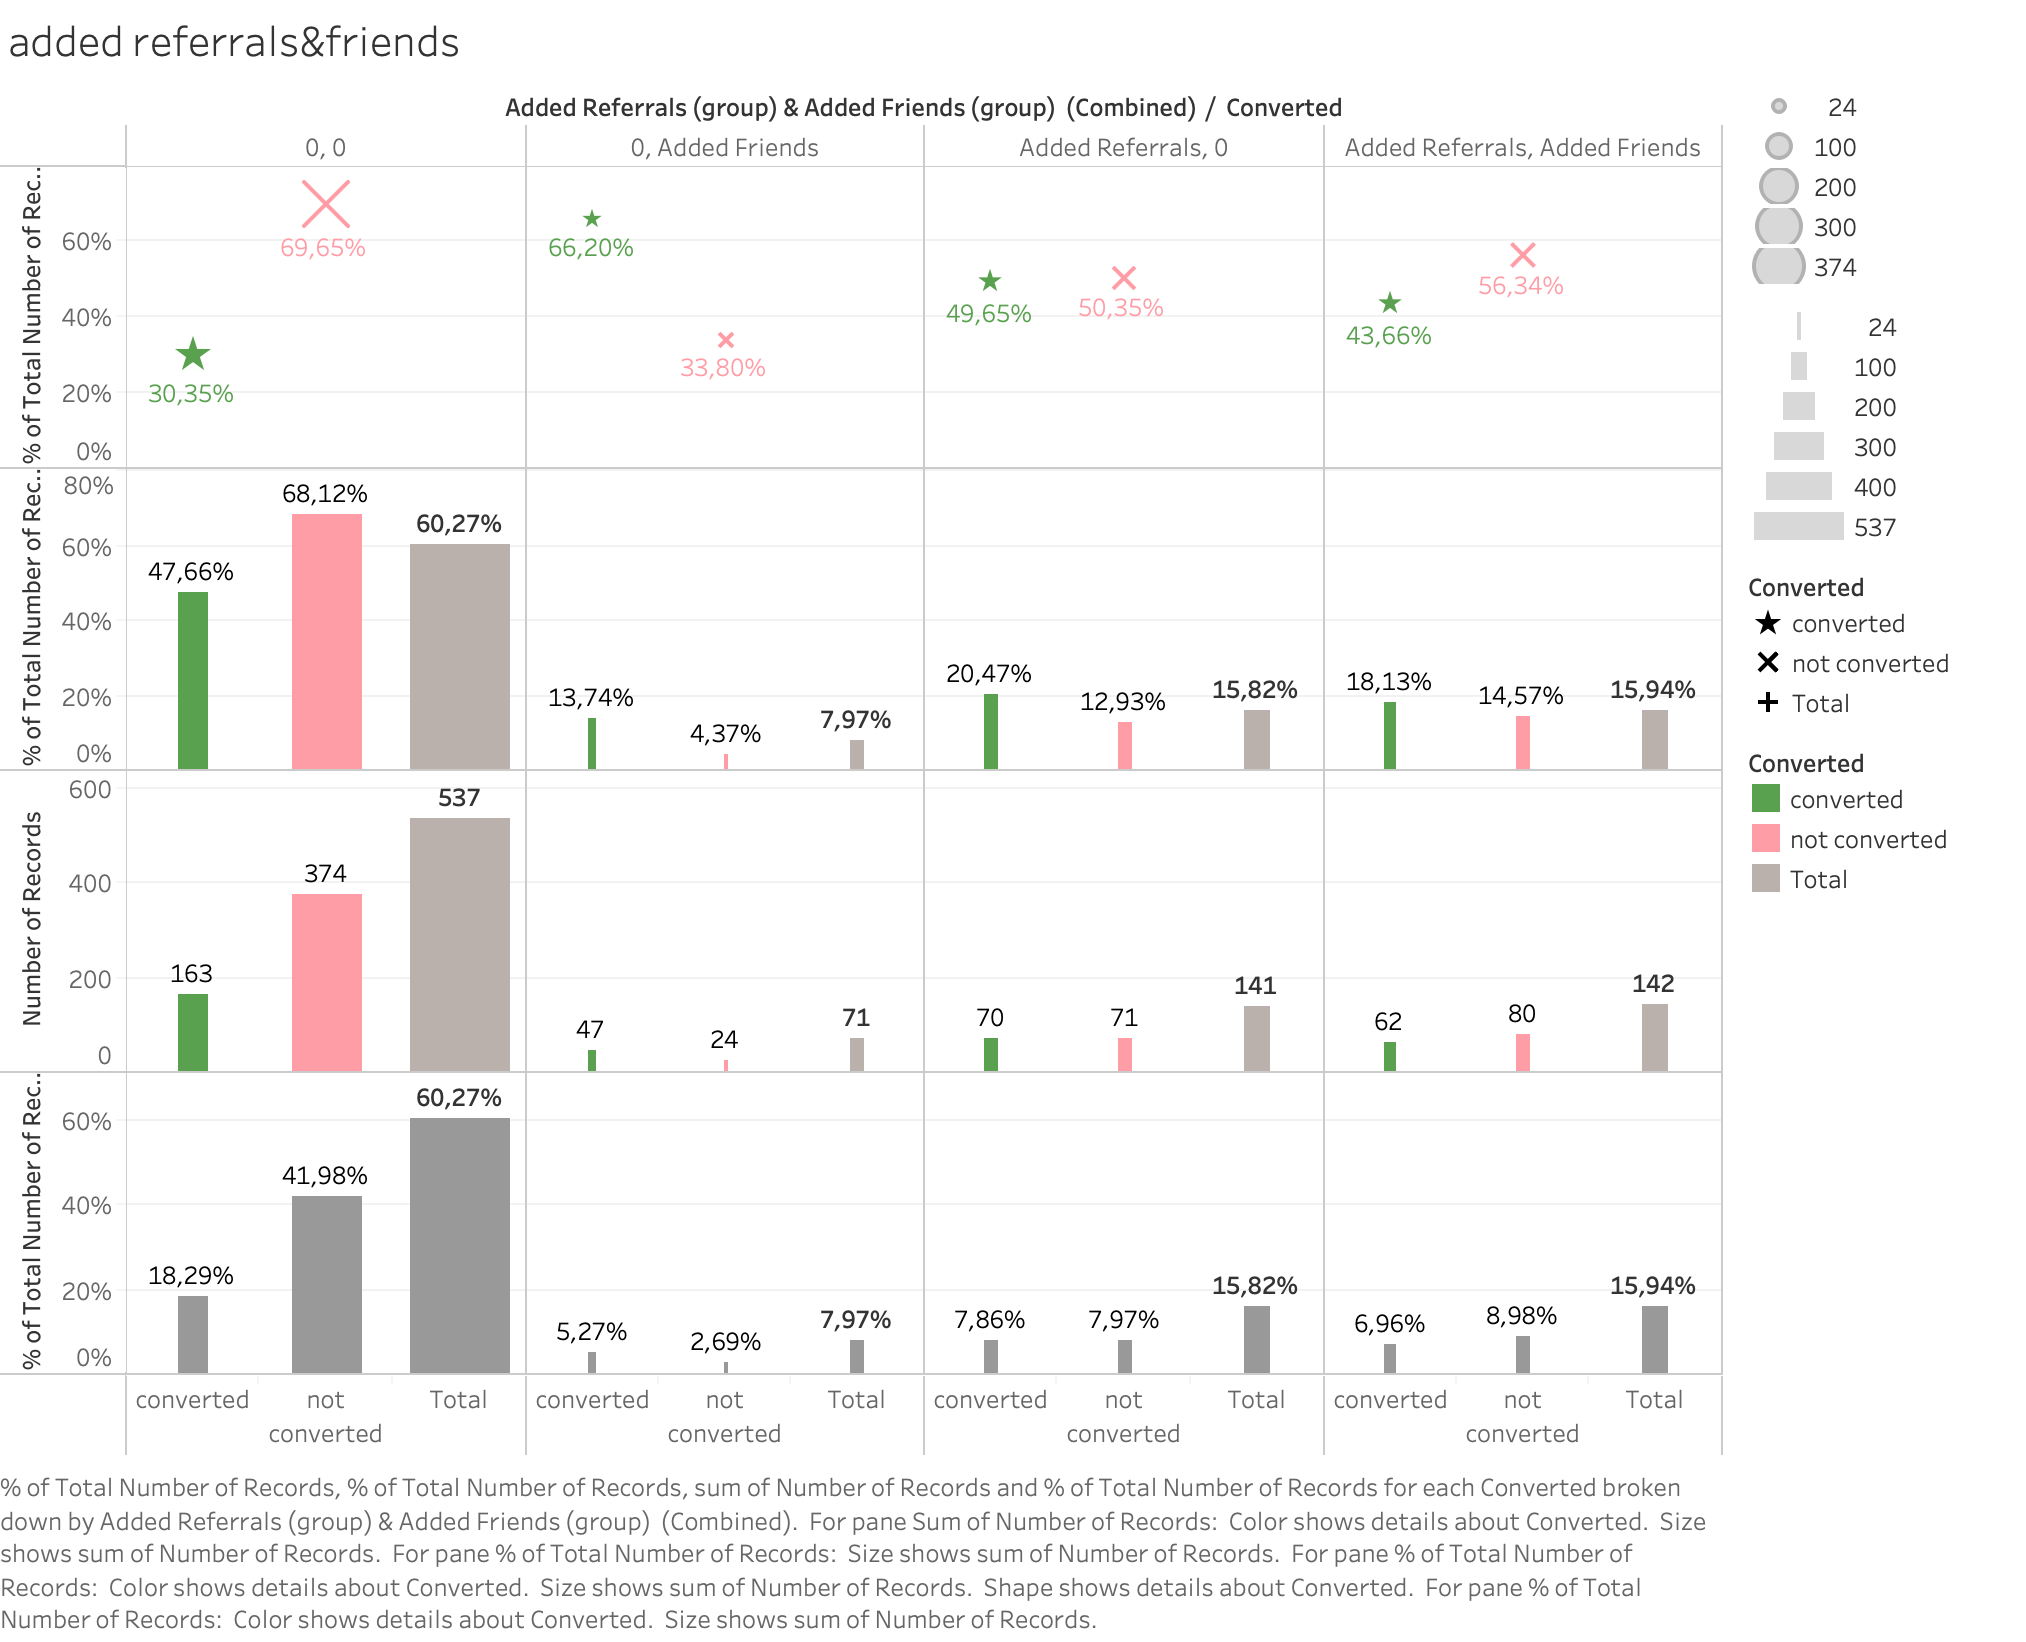 added referrals&friends
Added Referrals (group) & Added Friends (group) (Combined) / Converted
0, 0
0, Added Friends
Added Referrals, 0
Added Referrals, Added Friends
% of Total Number of Rec..
60%
40%
20%
0%
69,65%
30,35%
66,20%
33,80%
49,65%
50,35%
43,66%
56,34%
% of Total Number of Rec..
80%
60%
40%
20%
0%
47,66%
68,12%
60,27%
13,74%
4,37%
7,97%
20,47%
12,93%
15,82%
18,13%
14,57%
15,94%
Number of Records
600
400
200
0
163
374
537
47
24
71
70
71
141
62
80
142
% of Total Number of Rec..
60%
40%
20%
0%
18,29%
41,98%
60,27%
5,27%
2,69%
7,97%
7,86%
7,97%
15,82%
6,96%
8,98%
15,94%
converted
not
converted
Total
converted
not
converted
Total
converted
not
converted
Total
converted
not
converted
Total
24
100
200
300
374
24
100
200
300
400
537
Converted
converted
not converted
Total
Converted
converted
not converted
Total
% of Total Number of Records, % of Total Number of Records, sum of Number of Records and % of Total Number of Records for each Converted broken
down by Added Referrals (group) & Added Friends (group) (Combined). For pane Sum of Number of Records: Color shows details about Converted. Size
shows sum of Number of Records. For pane % of Total Number of Records: Size shows sum of Number of Records. For pane % of Total Number of
Records: Color shows details about Converted. Size shows sum of Number of Records. Shape shows details about Converted. For pane % of Total
Number of Records: Color shows details about Converted. Size shows sum of Number of Records.